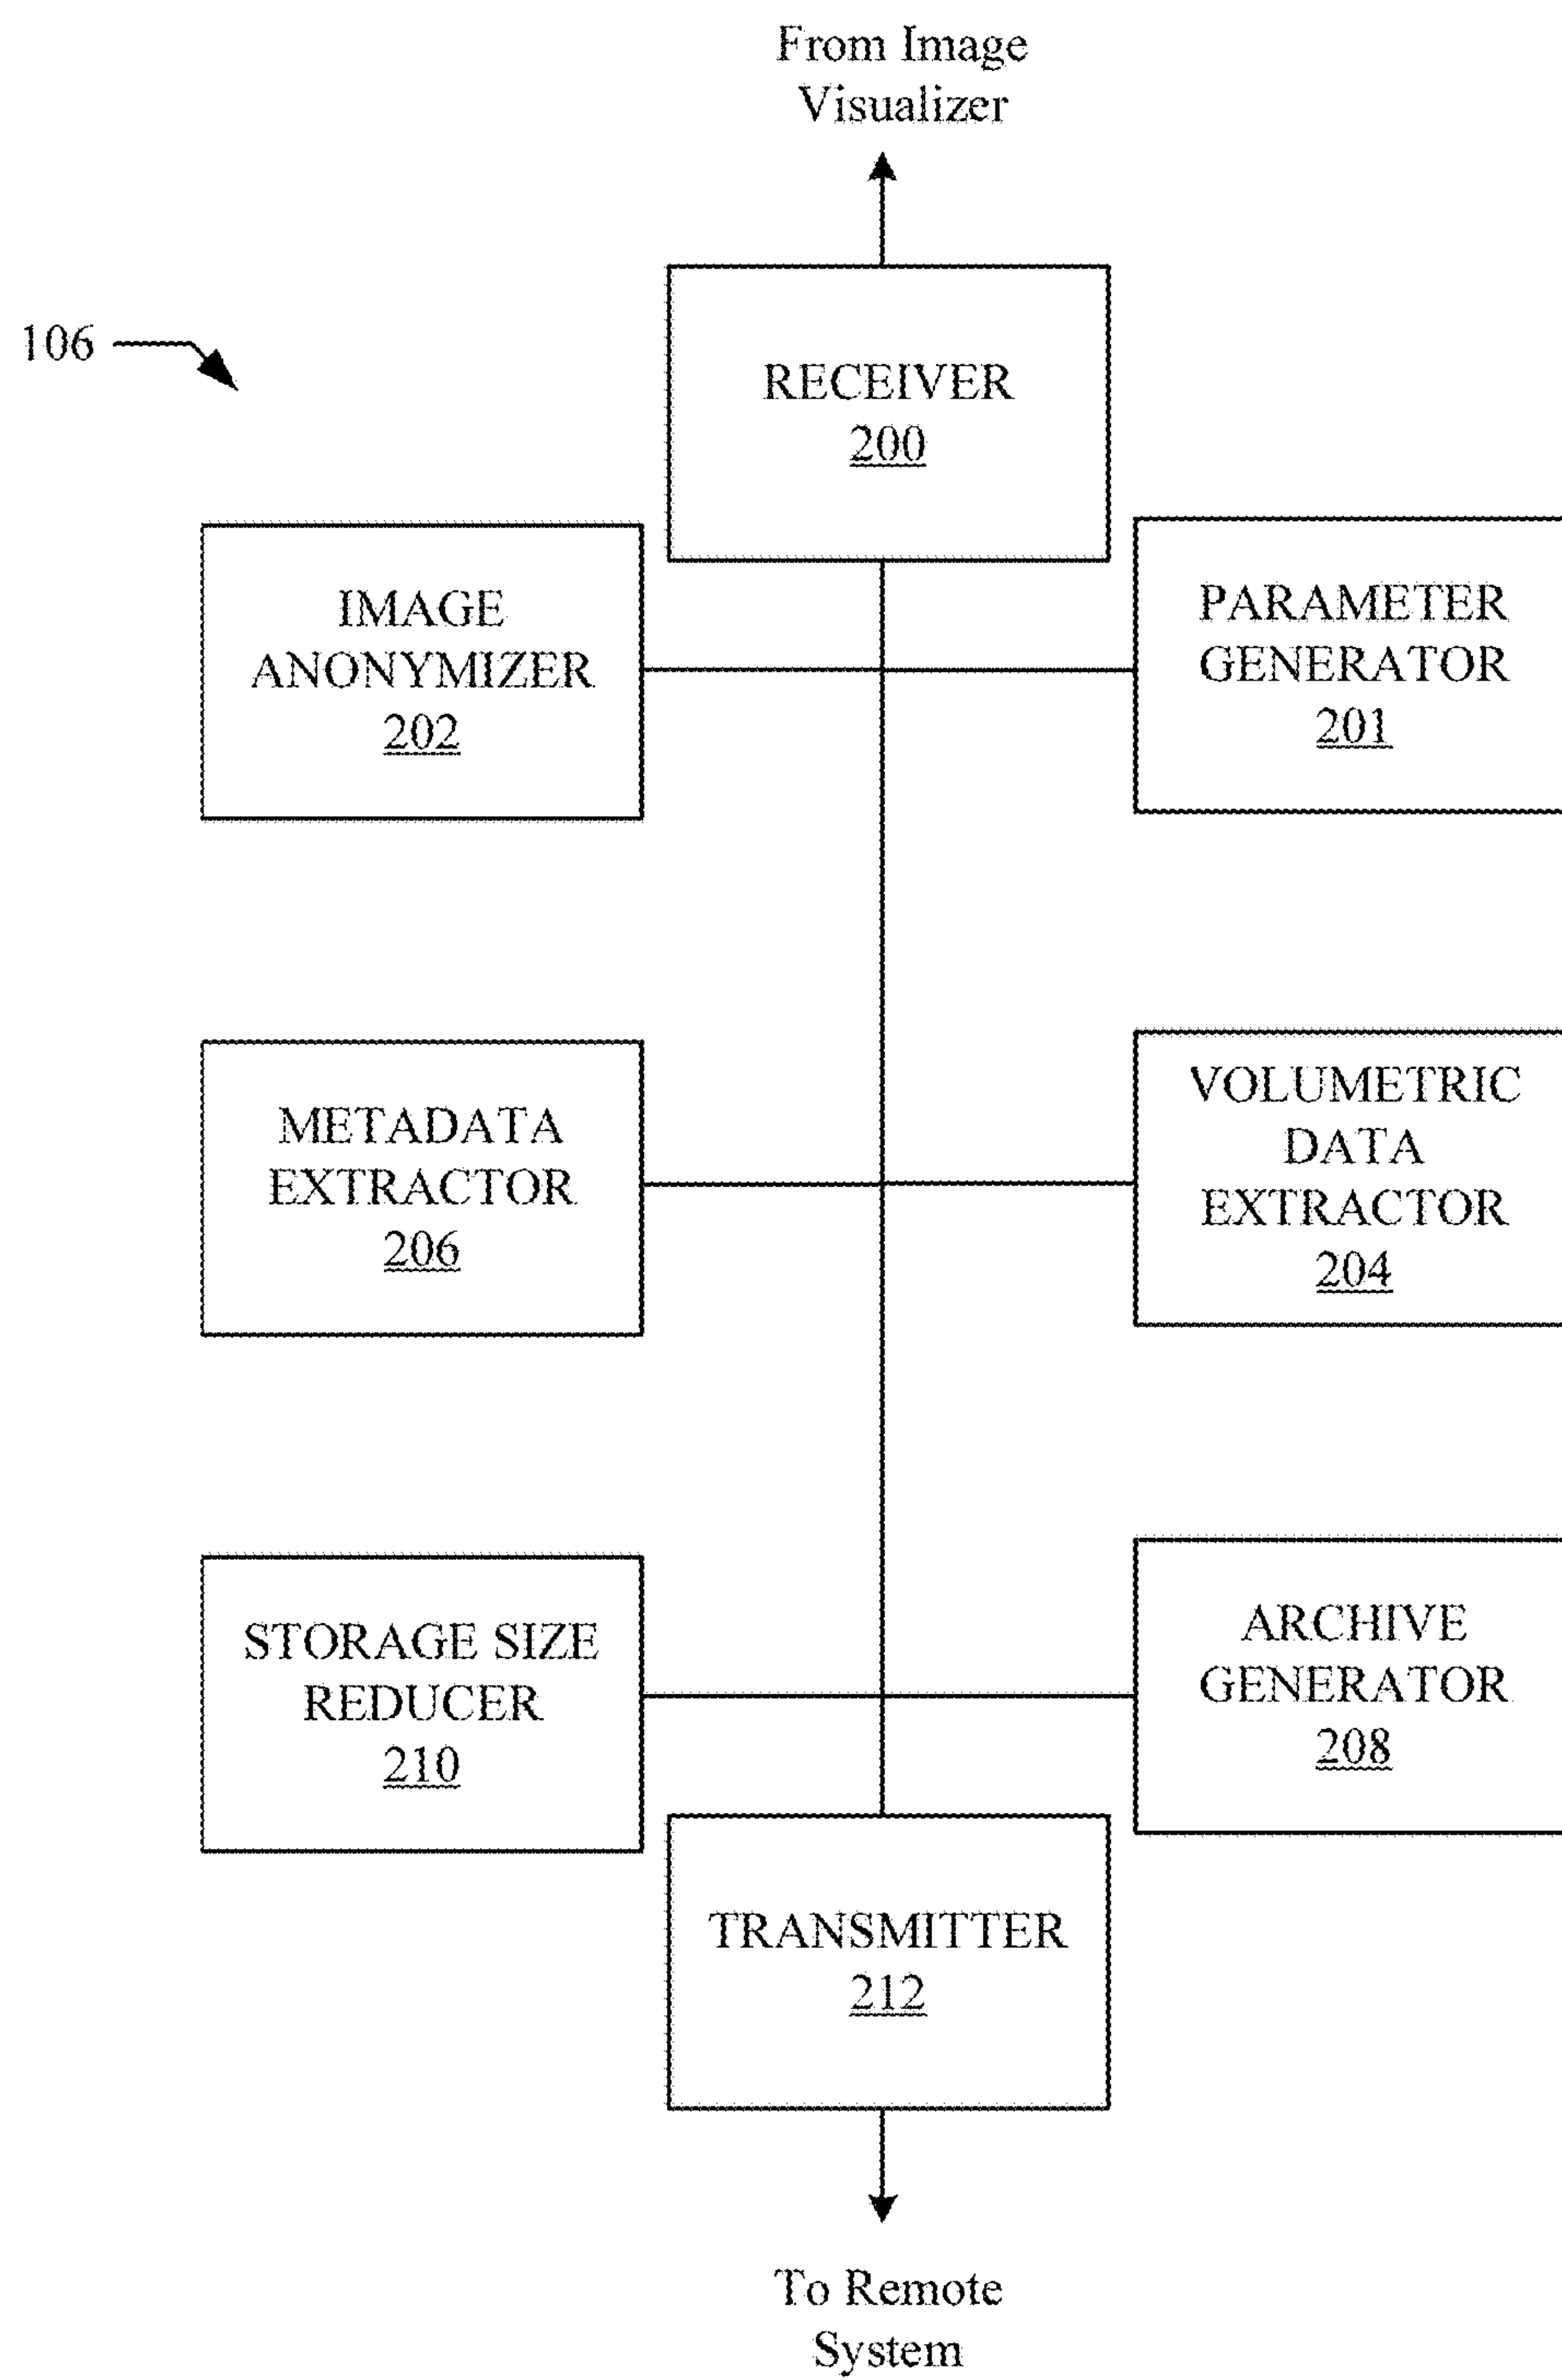 From Image
Visualizer
106
RECEIVER
200
IMAGE
ANONYMIZER
202
PARAMETER
GENERATOR
201
METADATA
EXTRACTOR
206
VOLUMETRIC
DATA
EXTRACTOR
204
STORAGE SIZE
REDUCER
210
ARCHIVE
GENERATOR
208
TRANSMITTER
212
To Remote
System